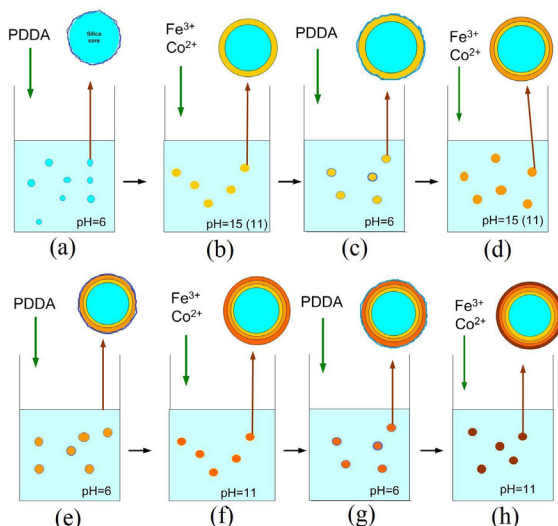 PDDA
Silica
core
pH=6
(a)
Fe³⁺
Co²⁺
pH=15 (11)
(b)
PDDA
pH=6
(c)
Fe³⁺
Co²⁺
pH=15 (11)
(d)
PDDA
pH=6
(e)
Fe³⁺
Co²⁺
pH=11
(f)
PDDA
pH=6
(g)
Fe³⁺
Co²⁺
pH=11
(h)